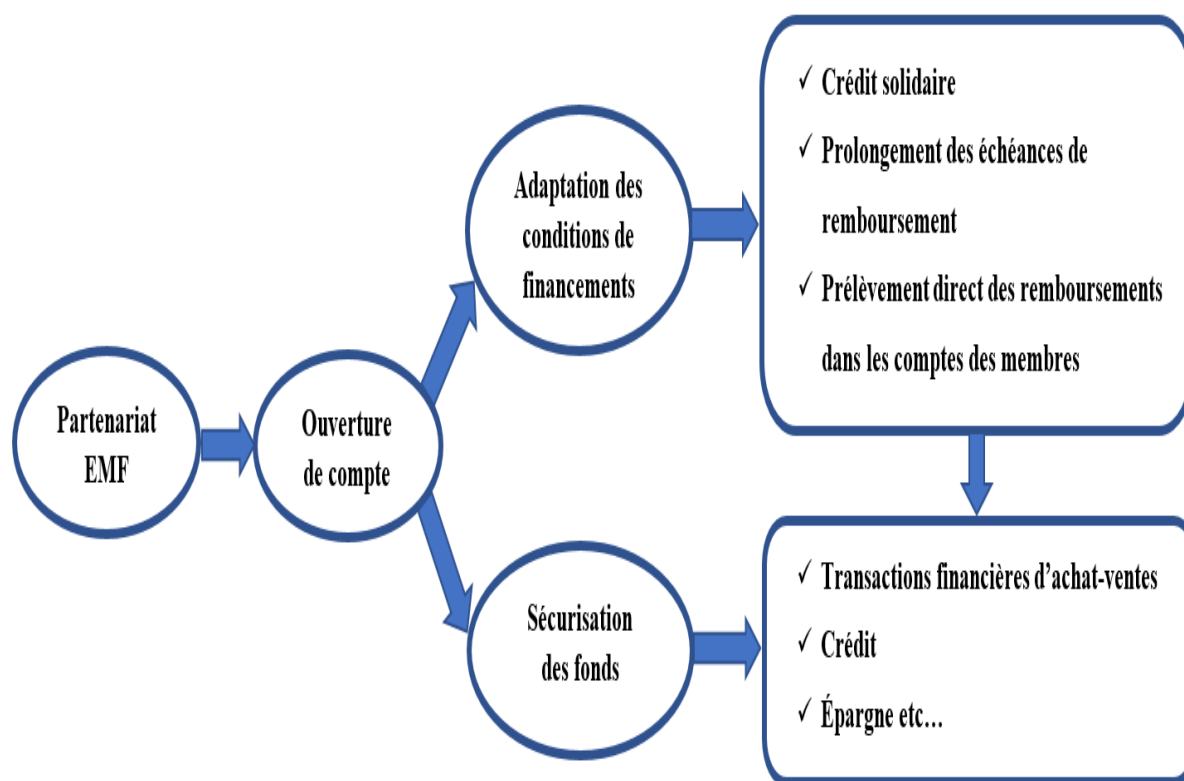 Partenariat
EMF
Ouverture
de compte
Adaptation des
conditions de
financements
Sécurisation
des fonds
✓ Crédit solidaire
✓ Prolongement des échéances de
remboursement
✓ Prélèvement direct des remboursements
dans les comptes des membres
✓ Transactions financières d’achat-ventes
✓ Crédit
✓ Épargne etc…